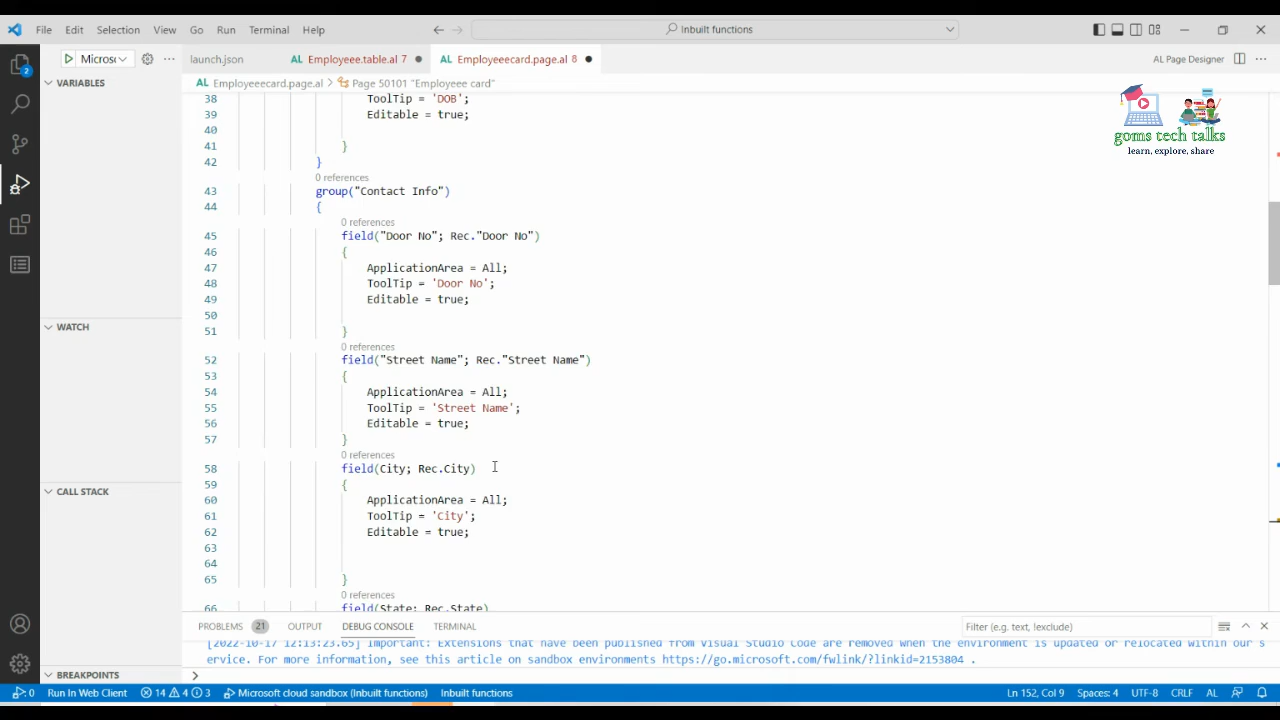 File Edit Selection View Go Run Terminal Help Inbuilt functions
2 Microsc launch.json Employeee.table.al 7 Employeeecard.page.al 8 AL Page Designer
VARIABLES Employeeecard.page.al > Page 50101 "Employeee card"
38 ToolTip = 'DOB';
39 Editable = true;
40
41 }
42 }
0 references
43 group("Contact Info")
44 {
0 references
45 field("Door No"; Rec."Door No")
46 {
47 ApplicationArea = All;
48 ToolTip = 'Door No';
49 Editable = true;
50
51 }
0 references
52 field("Street Name"; Rec."Street Name")
53 {
54 ApplicationArea = All;
55 ToolTip = 'Street Name';
56 Editable = true;
57 }
0 references
58 field(City; Rec.City)
59 {
60 ApplicationArea = All;
61 ToolTip = 'City';
62 Editable = true;
63
64
65 }
0 references
66 field(State; Rec.State)
goms tech talks
learn, explore, share
WATCH
CALL STACK
BREAKPOINTS
PROBLEMS 21 OUTPUT DEBUG CONSOLE TERMINAL Filter (e.g. text, !exclude)
[2022-10-17 12:13:23.65] Important: Extensions that have been published from Visual Studio Code are removed when the environment is updated or relocated within our s
ervice. For more information, see this article on sandbox environments https://go.microsoft.com/fwlink/?linkid=2153804 .
>
0 Run In Web Client 14 4 3 Microsoft cloud sandbox (Inbuilt functions) Inbuilt functions Ln 152, Col 9 Spaces: 4 UTF-8 CRLF AL